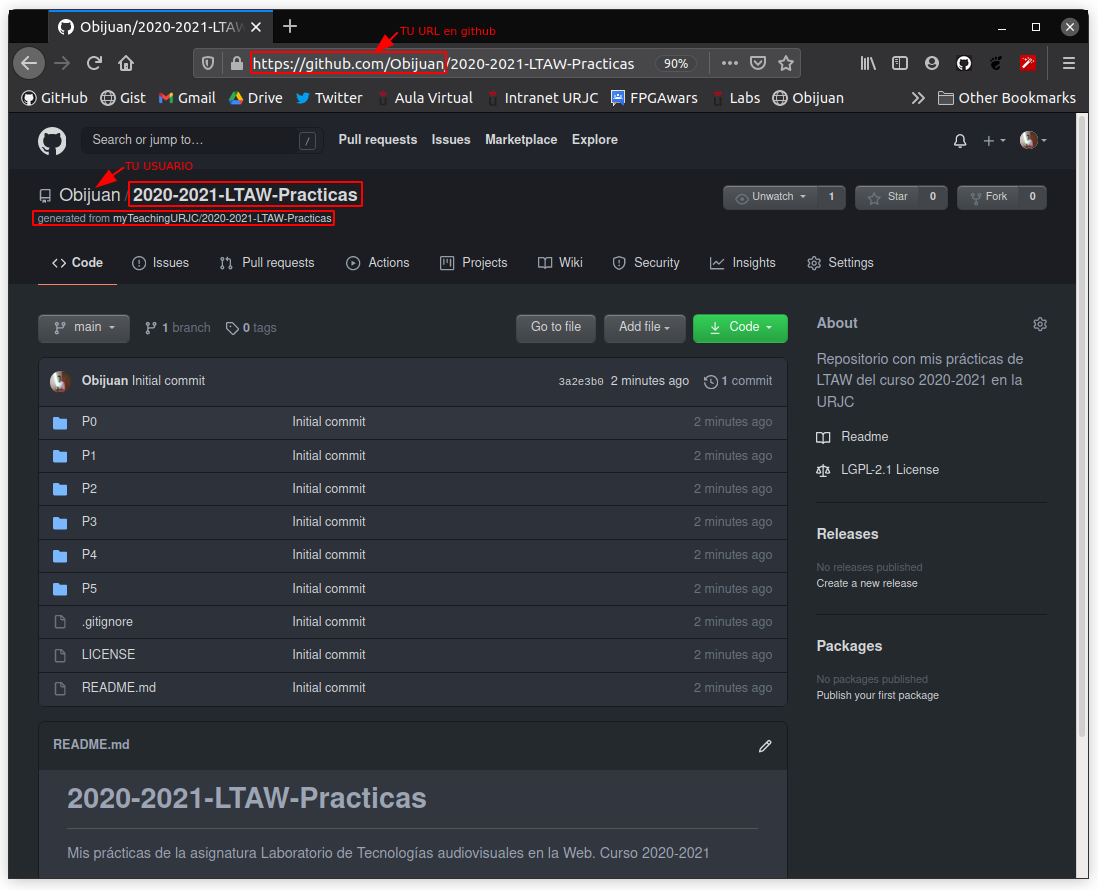 Obijuan/2020-2021-LTAW
TU URL en github
https://github.com/Obijuan/2020-2021-LTAW-Practicas 90%
GitHub Gist Gmail Drive Twitter Aula Virtual Intranet URJC FPGAwars Labs Obijuan Other Bookmarks
Search or jump to… / Pull requests Issues Marketplace Explore
TU USUARIO
Obijuan / 2020-2021-LTAW-Practicas Unwatch 1 Star 0 Fork 0
generated from myTeachingURJC/2020-2021-LTAW-Practicas
Code Issues Pull requests Actions Projects Wiki Security Insights Settings
main 1 branch 0 tags Go to file Add file Code
Obijuan Initial commit 3a2e3b0 2 minutes ago 1 commit
P0 Initial commit 2 minutes ago
P1 Initial commit 2 minutes ago
P2 Initial commit 2 minutes ago
P3 Initial commit 2 minutes ago
P4 Initial commit 2 minutes ago
P5 Initial commit 2 minutes ago
.gitignore Initial commit 2 minutes ago
LICENSE Initial commit 2 minutes ago
README.md Initial commit 2 minutes ago
README.md
2020-2021-LTAW-Practicas
Mis prácticas de la asignatura Laboratorio de Tecnologías audiovisuales en la Web. Curso 2020-2021
About
Repositorio con mis prácticas de
LTAW del curso 2020-2021 en la
URJC
Readme
LGPL-2.1 License
Releases
No releases published
Create a new release
Packages
No packages published
Publish your first package